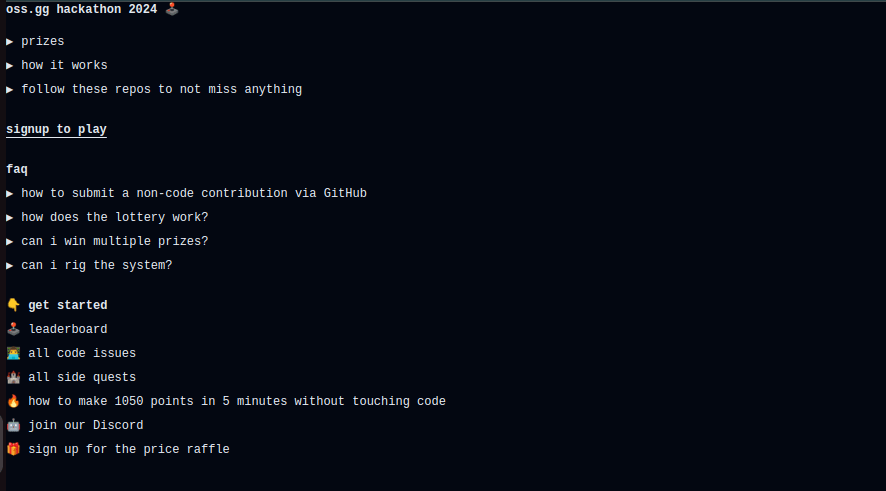 oss.gg hackathon 2024 🕹️
▶ prizes
▶ how it works
▶ follow these repos to not miss anything
signup to play
faq
▶ how to submit a non-code contribution via GitHub
▶ how does the lottery work?
▶ can i win multiple prizes?
▶ can i rig the system?
👇 get started
🕹️ leaderboard
👨‍💻 all code issues
🏰 all side quests
🔥 how to make 1050 points in 5 minutes without touching code
🤖 join our Discord
🎁 sign up for the price raffle